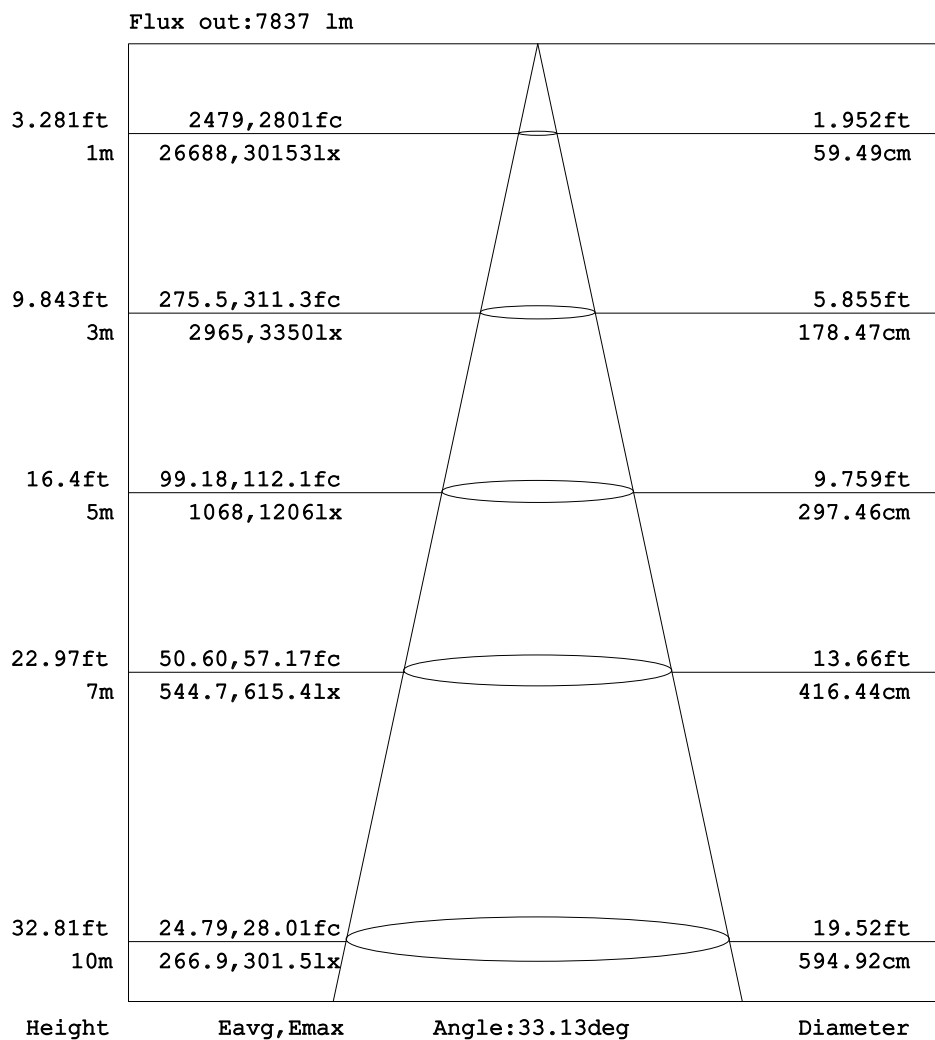 Flux out:7837 lm
3.281ft 2479,2801fc 1.952ft
1m 26688,30153lx 59.49cm
9.843ft 275.5,311.3fc 5.855ft
3m 2965,3350lx 178.47cm
16.4ft 99.18,112.1fc 9.759ft
5m 1068,1206lx 297.46cm
22.97ft 50.60,57.17fc 13.66ft
7m 544.7,615.4lx 416.44cm
32.81ft 24.79,28.01fc 19.52ft
10m 266.9,301.5lx 594.92cm
Height Eavg,Emax Angle:33.13deg Diameter